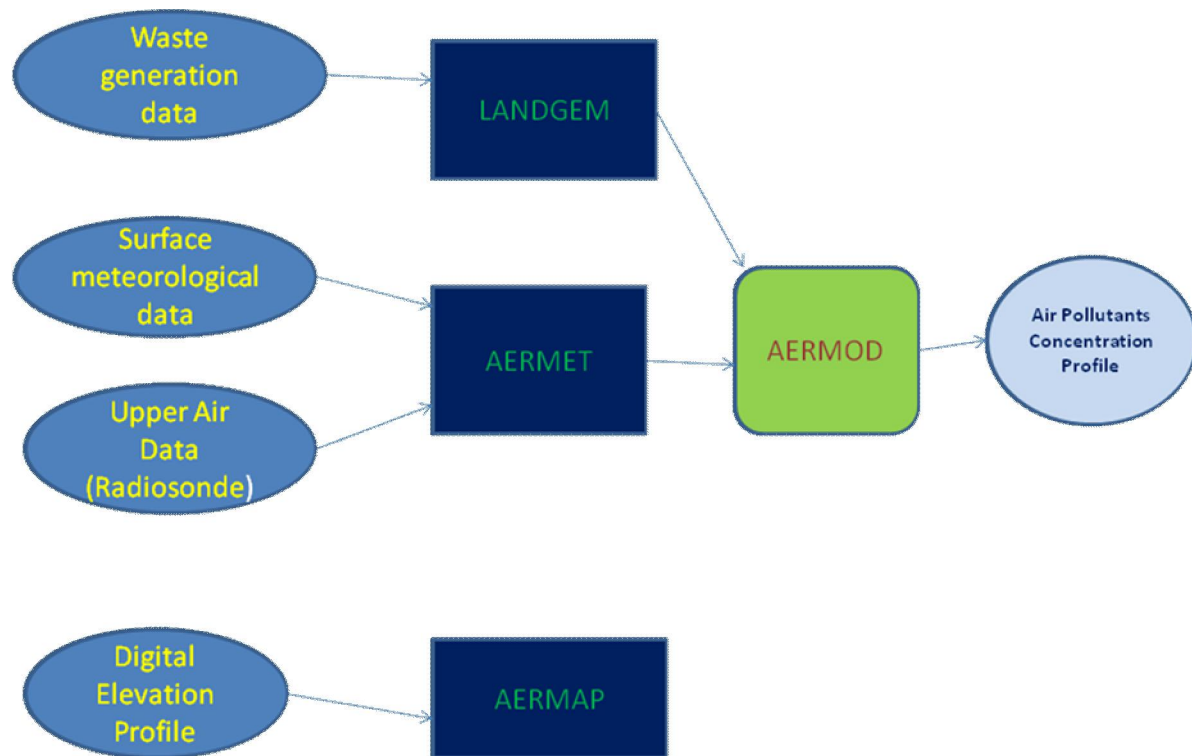 Waste
generation
data
LANDGEM
Surface
meteorological
data
AERMET
AERMOD
Air Pollutants
Concentration
Profile
Upper Air
Data
(Radiosonde)
Digital
Elevation
Profile
AERMAP